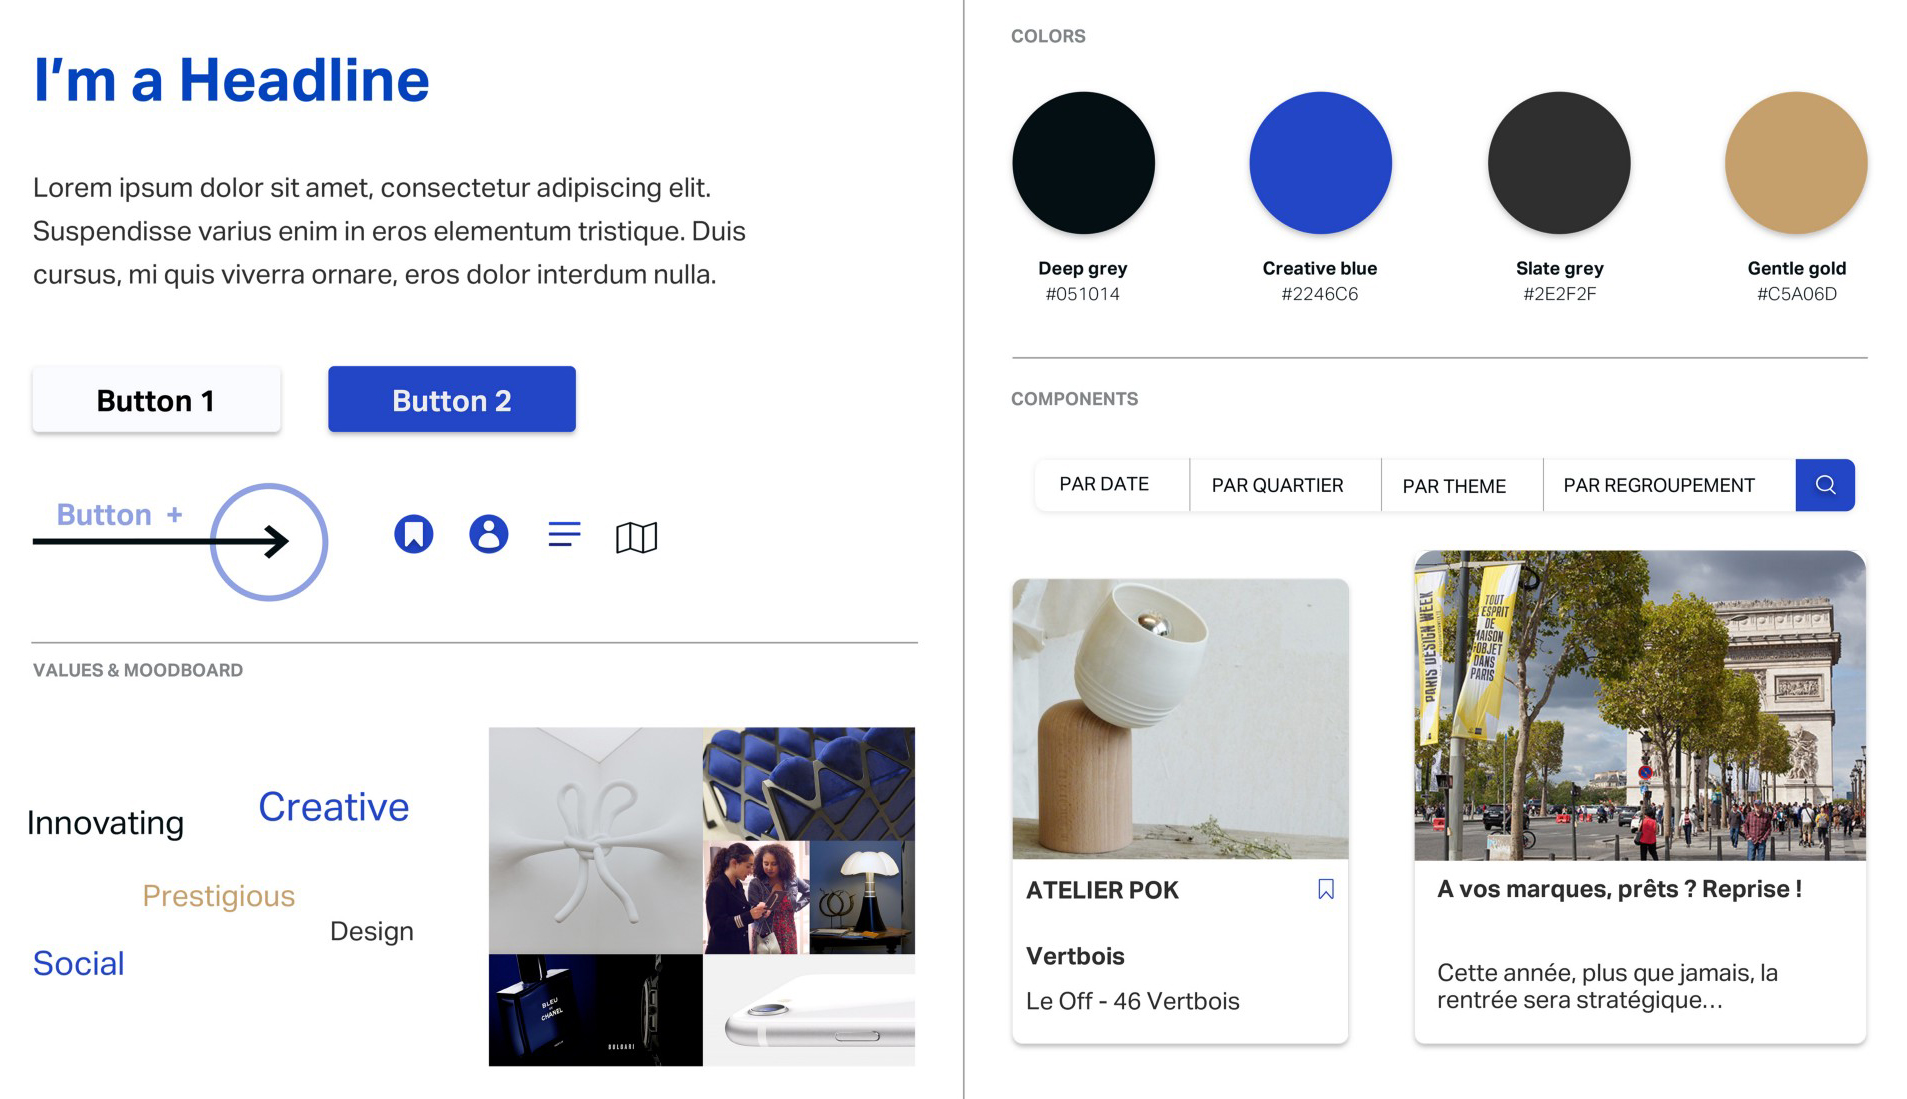 I'm a Headline
Lorem ipsum dolor sit amet, consectetur adipiscing elit.
Suspendisse varius enim in eros elementum tristique. Duis
cursus, mi quis viverra ornare, eros dolor interdum nulla.
Button 1
Button 2
Button +
VALUES & MOODBOARD
Innovating
Creative
Prestigious
Design
Social
BLEU
DE
CHANEL
BVLGARI
COLORS
Deep grey
#051014
Creative blue
#2246C6
Slate grey
#2E2F2F
Gentle gold
#C5A06D
COMPONENTS
PAR DATE
PAR QUARTIER
PAR THEME
PAR REGROUPEMENT
ATELIER POK
Vertbois
Le Off - 46 Vertbois
PARIS DESIGN WEEK
TOUT
L'ESPRIT
DE
MAISON
&OBJET
DANS
PARIS
A vos marques, prêts ? Reprise !
Cette année, plus que jamais, la
rentrée sera stratégique...